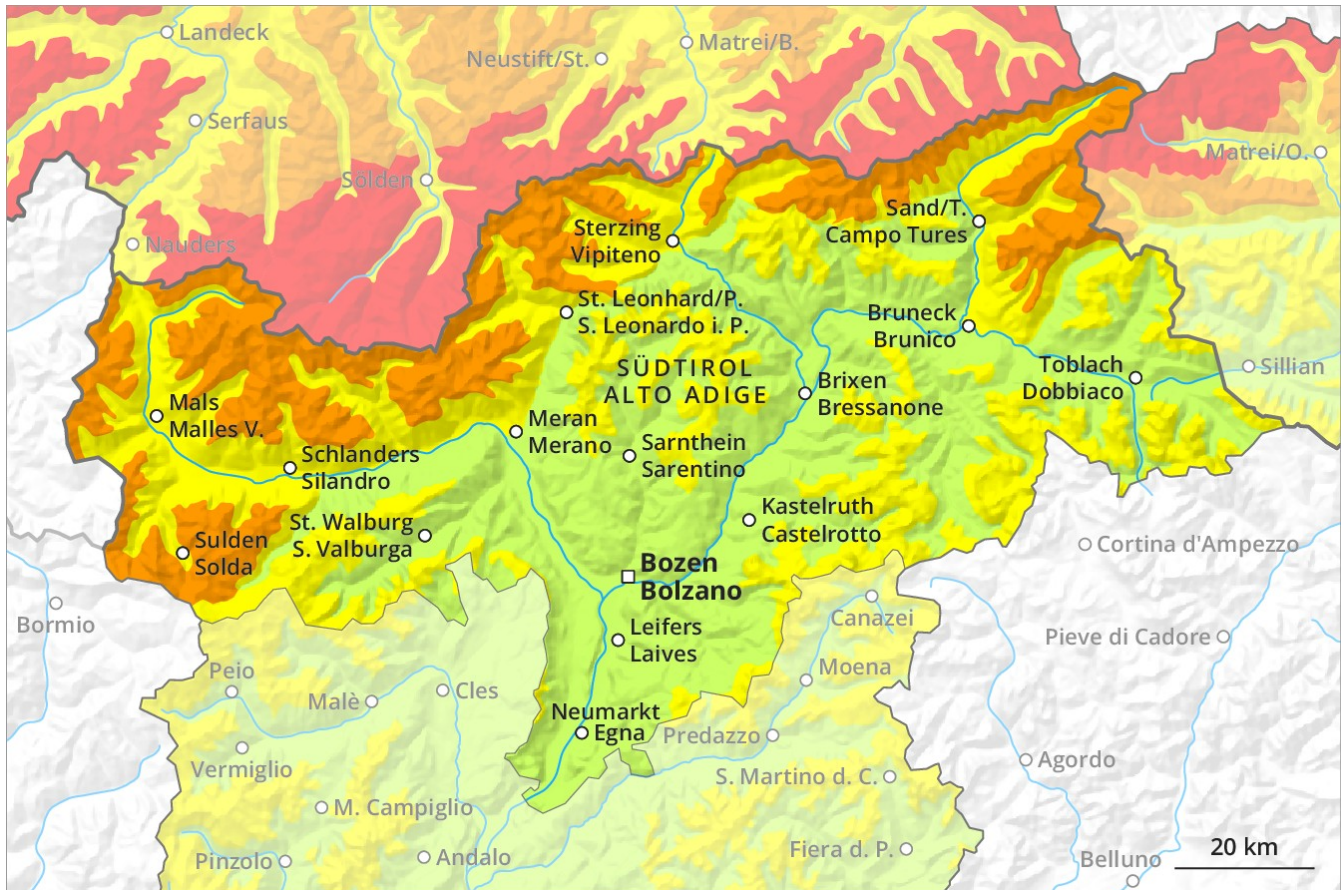 Landeck
Neustift/St.
Matrei/B.
Serfaus
Matrei/O.
Sölden
Nauders
Sterzing
Vipiteno
Sand/T.
Campo Tures
St. Leonhard/P.
S. Leonardo i. P.
Bruneck
Brunico
SÜDTIROL
ALTO ADIGE
Toblach
Dobbiaco
Sillian
Brixen
Bressanone
Mals
Malles V.
Meran
Merano
Sarnthein
Sarentino
Schlanders
Silandro
Kastelruth
Castelrotto
St. Walburg
S. Valburga
Sulden
Solda
Cortina d'Ampezzo
Bozen
Bolzano
Bormio
Canazei
Leifers
Laives
Pieve di Cadore
Peio
Moena
Malè
Cles
Neumarkt
Egna
Predazzo
Vermiglio
Agordo
S. Martino d. C.
M. Campiglio
Pinzolo
Andalo
Fiera d. P.
Belluno
20 km